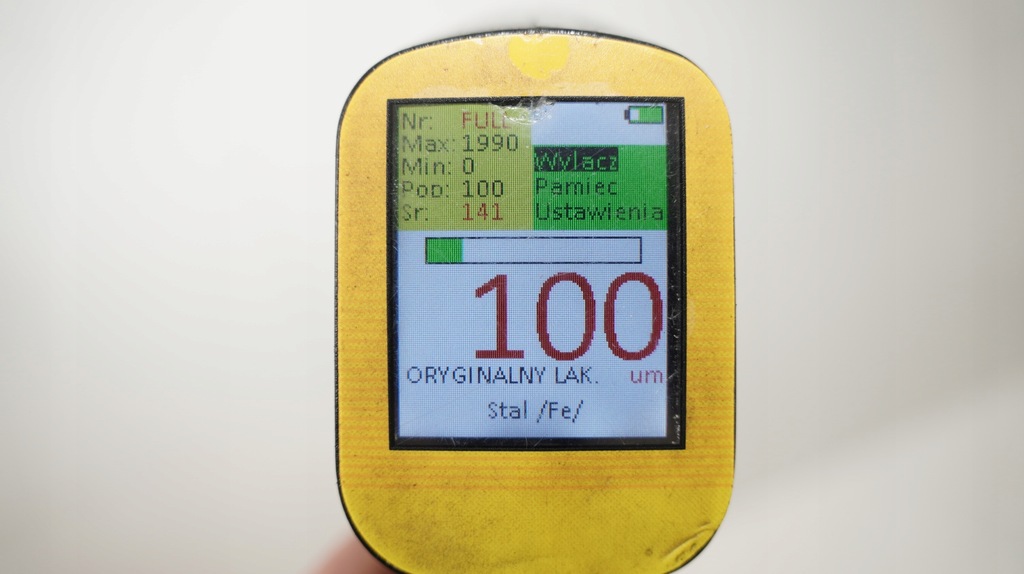 Nr: FULL
Max: 1990
Min: 0
Pop: 100
Sr: 141
Wylacz
Pamiec
Ustawienia
100
ORYGINALNY LAK. um
Stal /Fe/